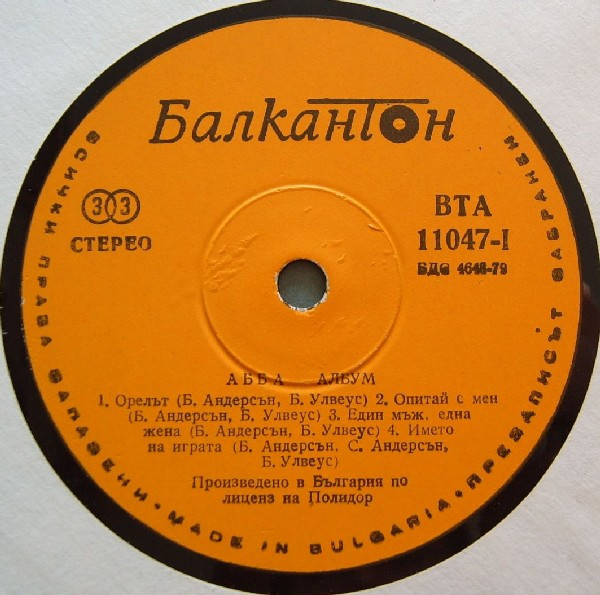 Балкантон
33
СТЕРЕО
ВТА
11047-I
БДС 4648-79
АББА АЛБУМ
1. Орелът (Б. Андерсън, Б. Улвеус) 2. Опитай с мен
(Б. Андерсън, Б. Улвеус) 3. Един мъж, една
жена (Б. Андерсън, Б. Улвеус) 4. Името
на играта (Б. Андерсън, С. Андерсън,
Б. Улвеус)
Произведено в България по
лиценз на Полидор
ВСИЧКИ ПРАВА ЗАПАЗЕНИ • MADE IN BULGARIA • ПРЕЗАПИСЪТ ЗАБРАНЕН